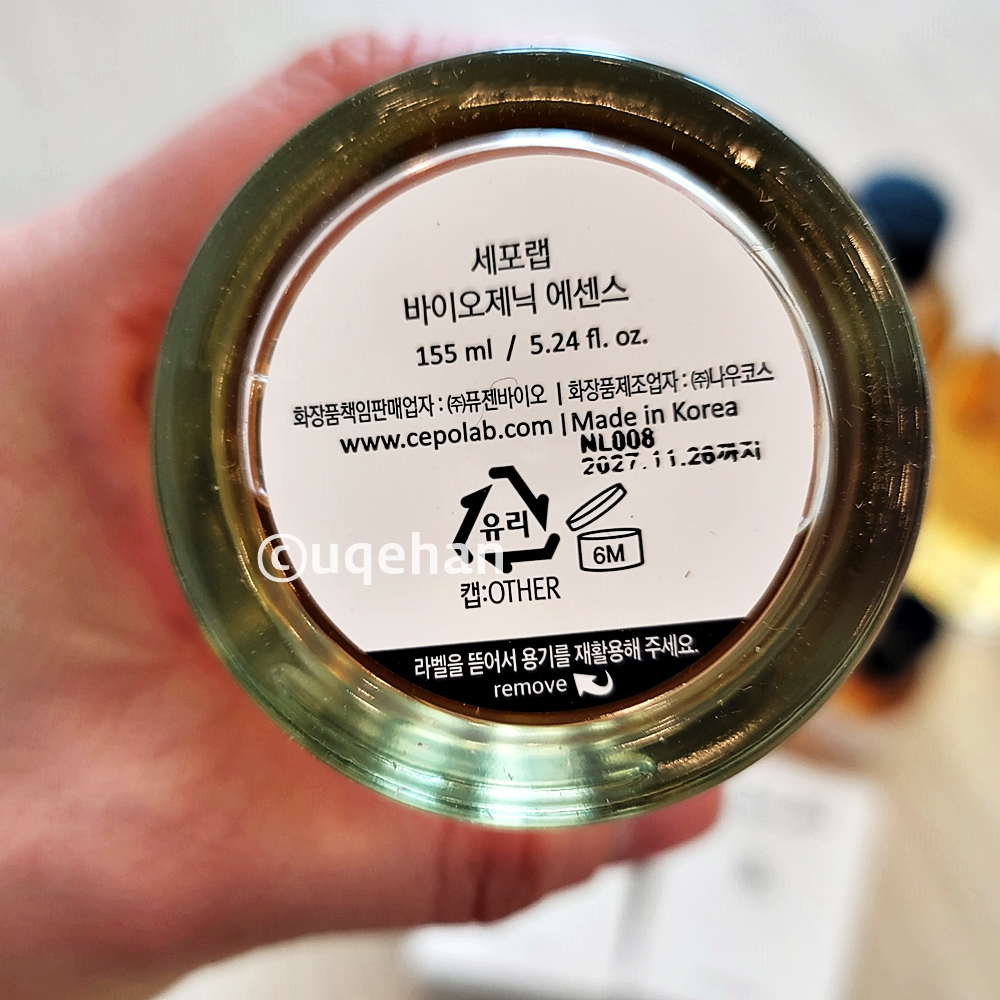 세포랩
바이오제닉 에센스
155 ml / 5.24 fl. oz.
화장품책임판매업자 : ㈜퓨젠바이오 | 화장품제조업자 : ㈜나우코스
www.cepolab.com | Made in Korea
NL008
2027.11.26까지
유리
6M
©uqehan
캡:OTHER
라벨을 뜯어서 용기를 재활용해 주세요.
remove